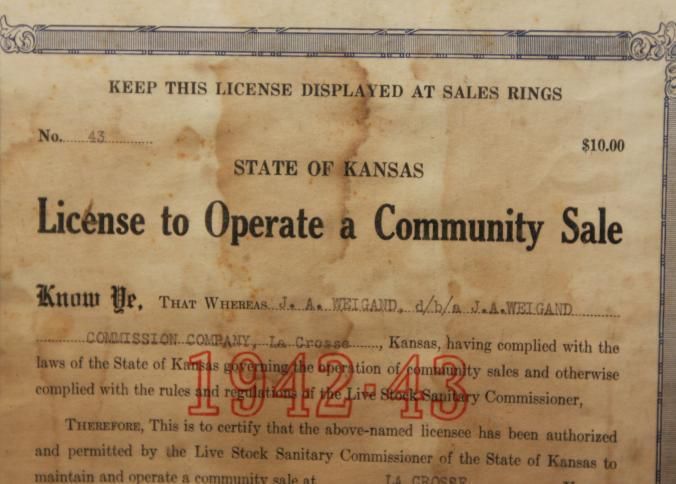 KEEP THIS LICENSE DISPLAYED AT SALES RINGS
No. 43 $10.00
STATE OF KANSAS
License to Operate a Community Sale
Know Ye, THAT WHEREAS J. A. WEIGAND, d/b/a J.A.WEIGAND
COMMISSION COMPANY, La Crosse, Kansas, having complied with the
laws of the State of Kansas governing the operation of community sales and otherwise
1942-43
complied with the rules and regulations of the Live Stock Sanitary Commissioner,
THEREFORE, This is to certify that the above-named licensee has been authorized
and permitted by the Live Stock Sanitary Commissioner of the State of Kansas to
maintain and operate a community sale at LA CROSSE